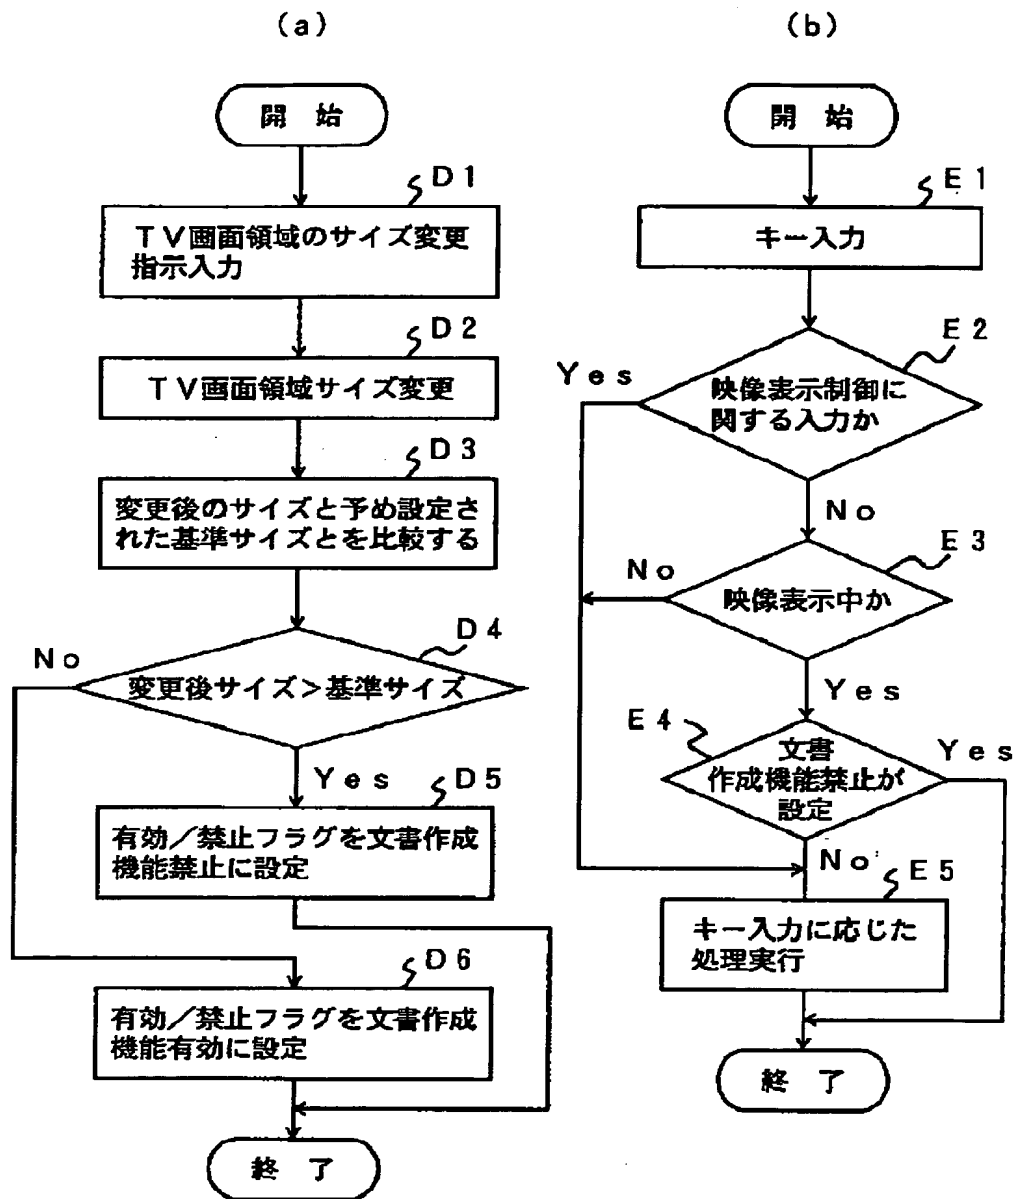 (a)
開 始
D1
TV画面領域のサイズ変更
指示入力
D2
TV画面領域サイズ変更
D3
変更後のサイズと予め設定さ
れた基準サイズとを比較する
D4
No
変更後サイズ>基準サイズ
Yes
D5
有効/禁止フラグを文書作成
機能禁止に設定
D6
有効/禁止フラグを文書作成
機能有効に設定
終 了
(b)
開 始
E1
キー入力
E2
Yes
映像表示制御に
関する入力か
No
E3
No
映像表示中か
Yes
E4
文書
作成機能禁止が
設定
Yes
No
E5
キー入力に応じた
処理実行
終 了